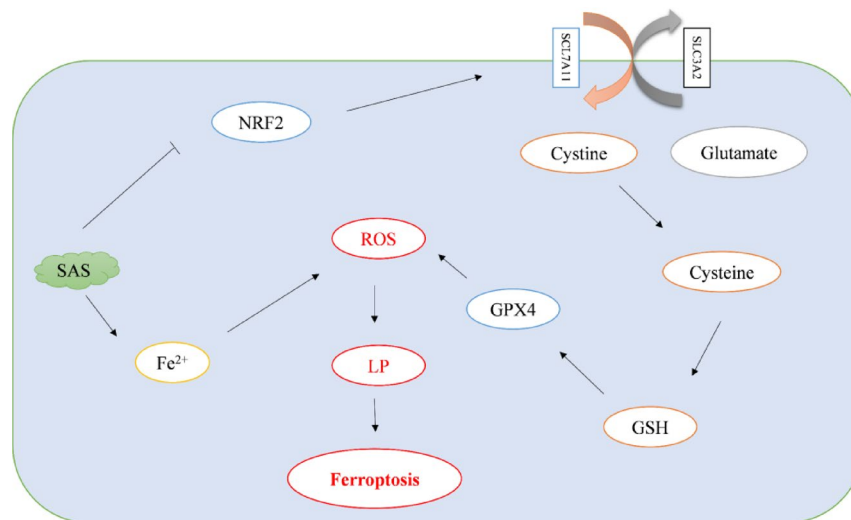 SCL7A11
SLC3A2
NRF2
Cystine
Glutamate
ROS
SAS
Cysteine
GPX4
Fe²⁺
LP
GSH
Ferroptosis